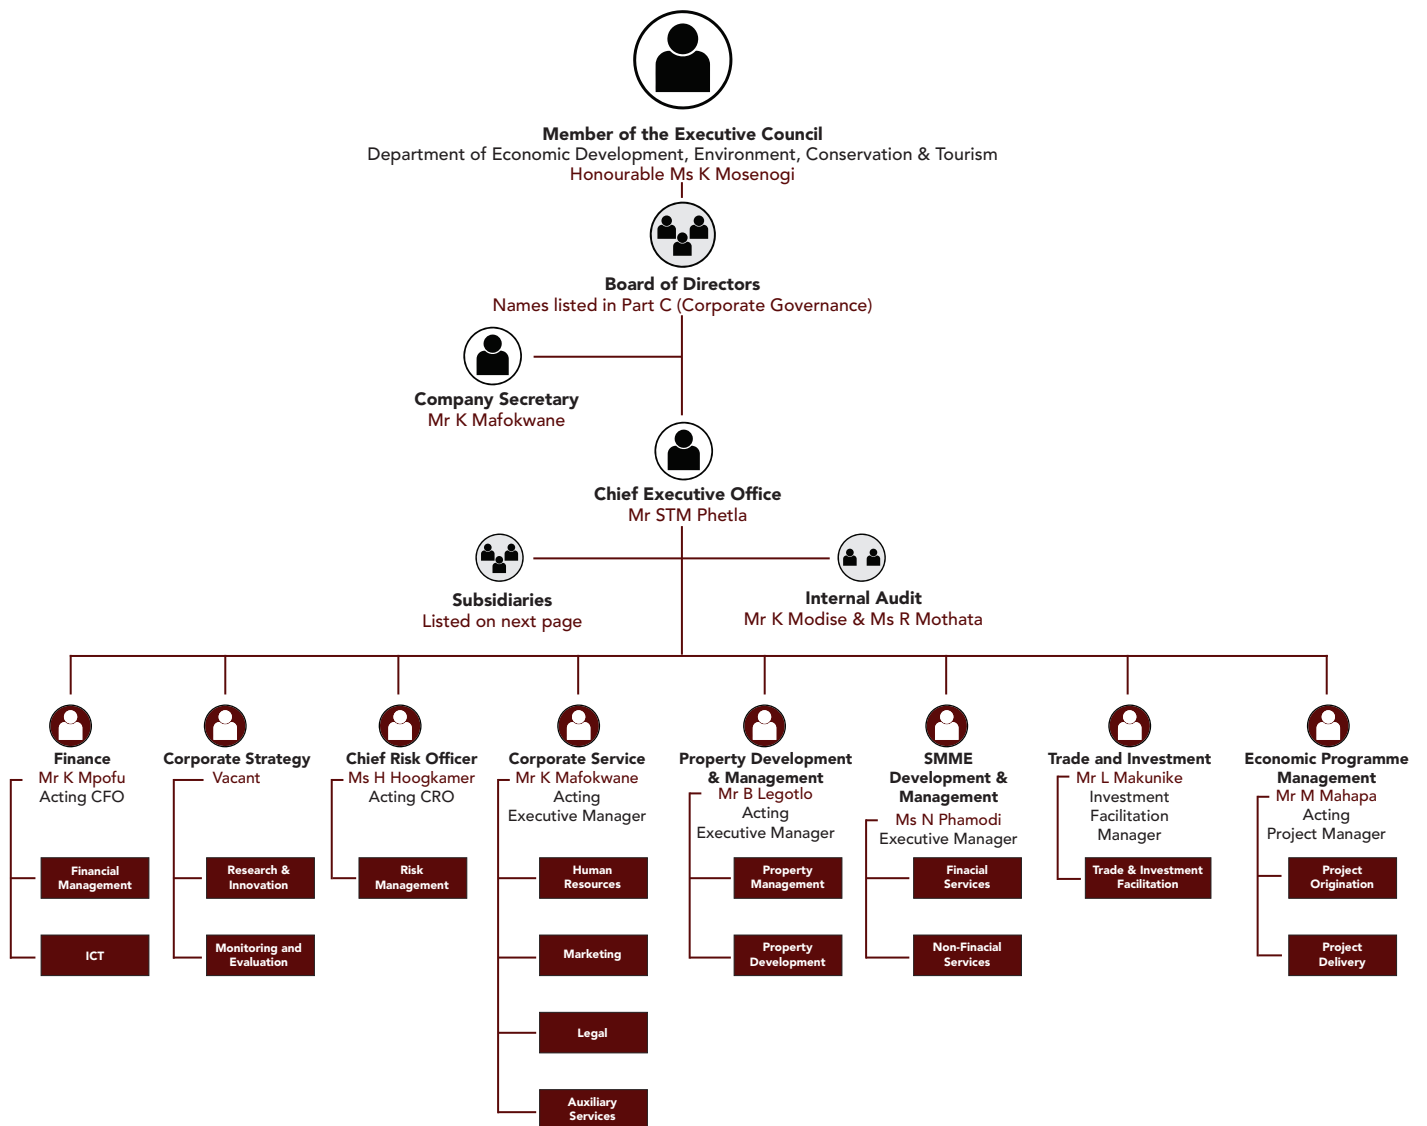 Member of the Executive Council
Department of Economic Development, Environment, Conservation & Tourism
Honourable Ms K Mosenogi
Board of Directors
Names listed in Part C (Corporate Governance)
Company Secretary
Mr K Mafokwane
Chief Executive Office
Mr STM Phetla
Subsidiaries
Listed on next page
Internal Audit
Mr K Modise & Ms R Mothata
Finance
Mr K Mpofu
Acting CFO
Financial
Management
ICT
Corporate Strategy
Vacant
Research &
Innovation
Monitoring and
Evaluation
Chief Risk Officer
Ms H Hoogkamer
Acting CRO
Risk
Management
Corporate Service
Mr K Mafokwane
Acting
Executive Manager
Human
Resources
Marketing
Legal
Auxiliary
Services
Property Development
& Management
Mr B Legotlo
Acting
Executive Manager
Property
Management
Property
Development
SMME
Development &
Management
Ms N Phamodi
Executive Manager
Finacial
Services
Non-Finacial
Services
Trade and Investment
Mr L Makunike
Investment
Facilitation
Manager
Trade & Investment
Facilitation
Economic Programme
Management
Mr M Mahapa
Acting
Project Manager
Project
Origination
Project
Delivery